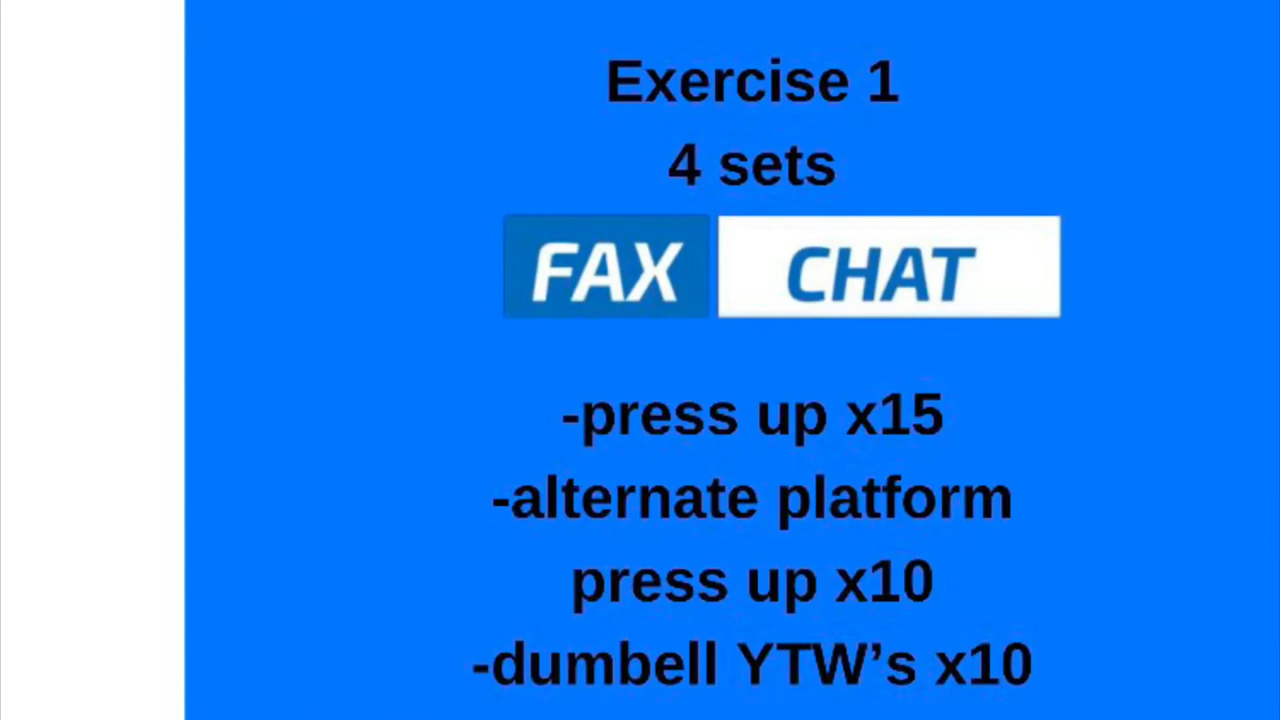 Exercise 1
4 sets
FAX CHAT
-press up x15
-alternate platform
press up x10
-dumbell YTW’s x10